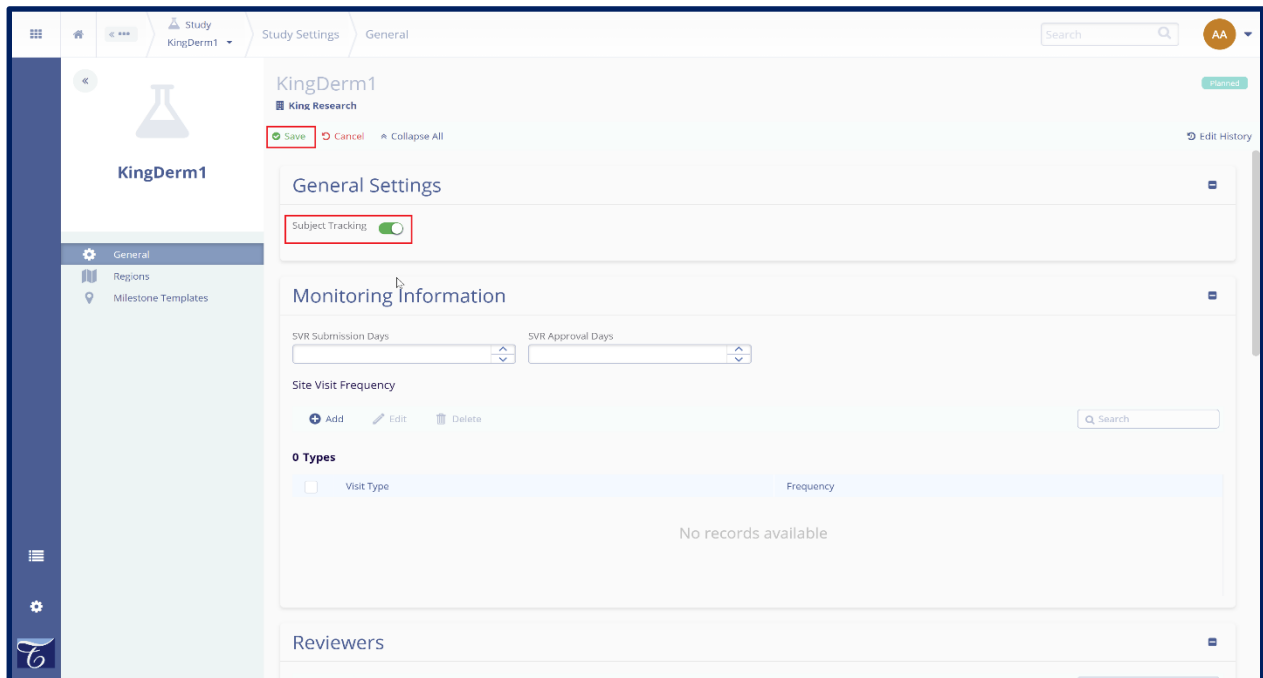 « •••
Study
KingDerm1
Study Settings
General
Search
AA
«
KingDerm1
General
Regions
Milestone Templates
KingDerm1
King Research
Planned
Save
Cancel
Collapse All
Edit History
General Settings
Subject Tracking
Monitoring Information
SVR Submission Days
SVR Approval Days
Site Visit Frequency
Add
Edit
Delete
Search
0 Types
Visit Type
Frequency
No records available
Reviewers